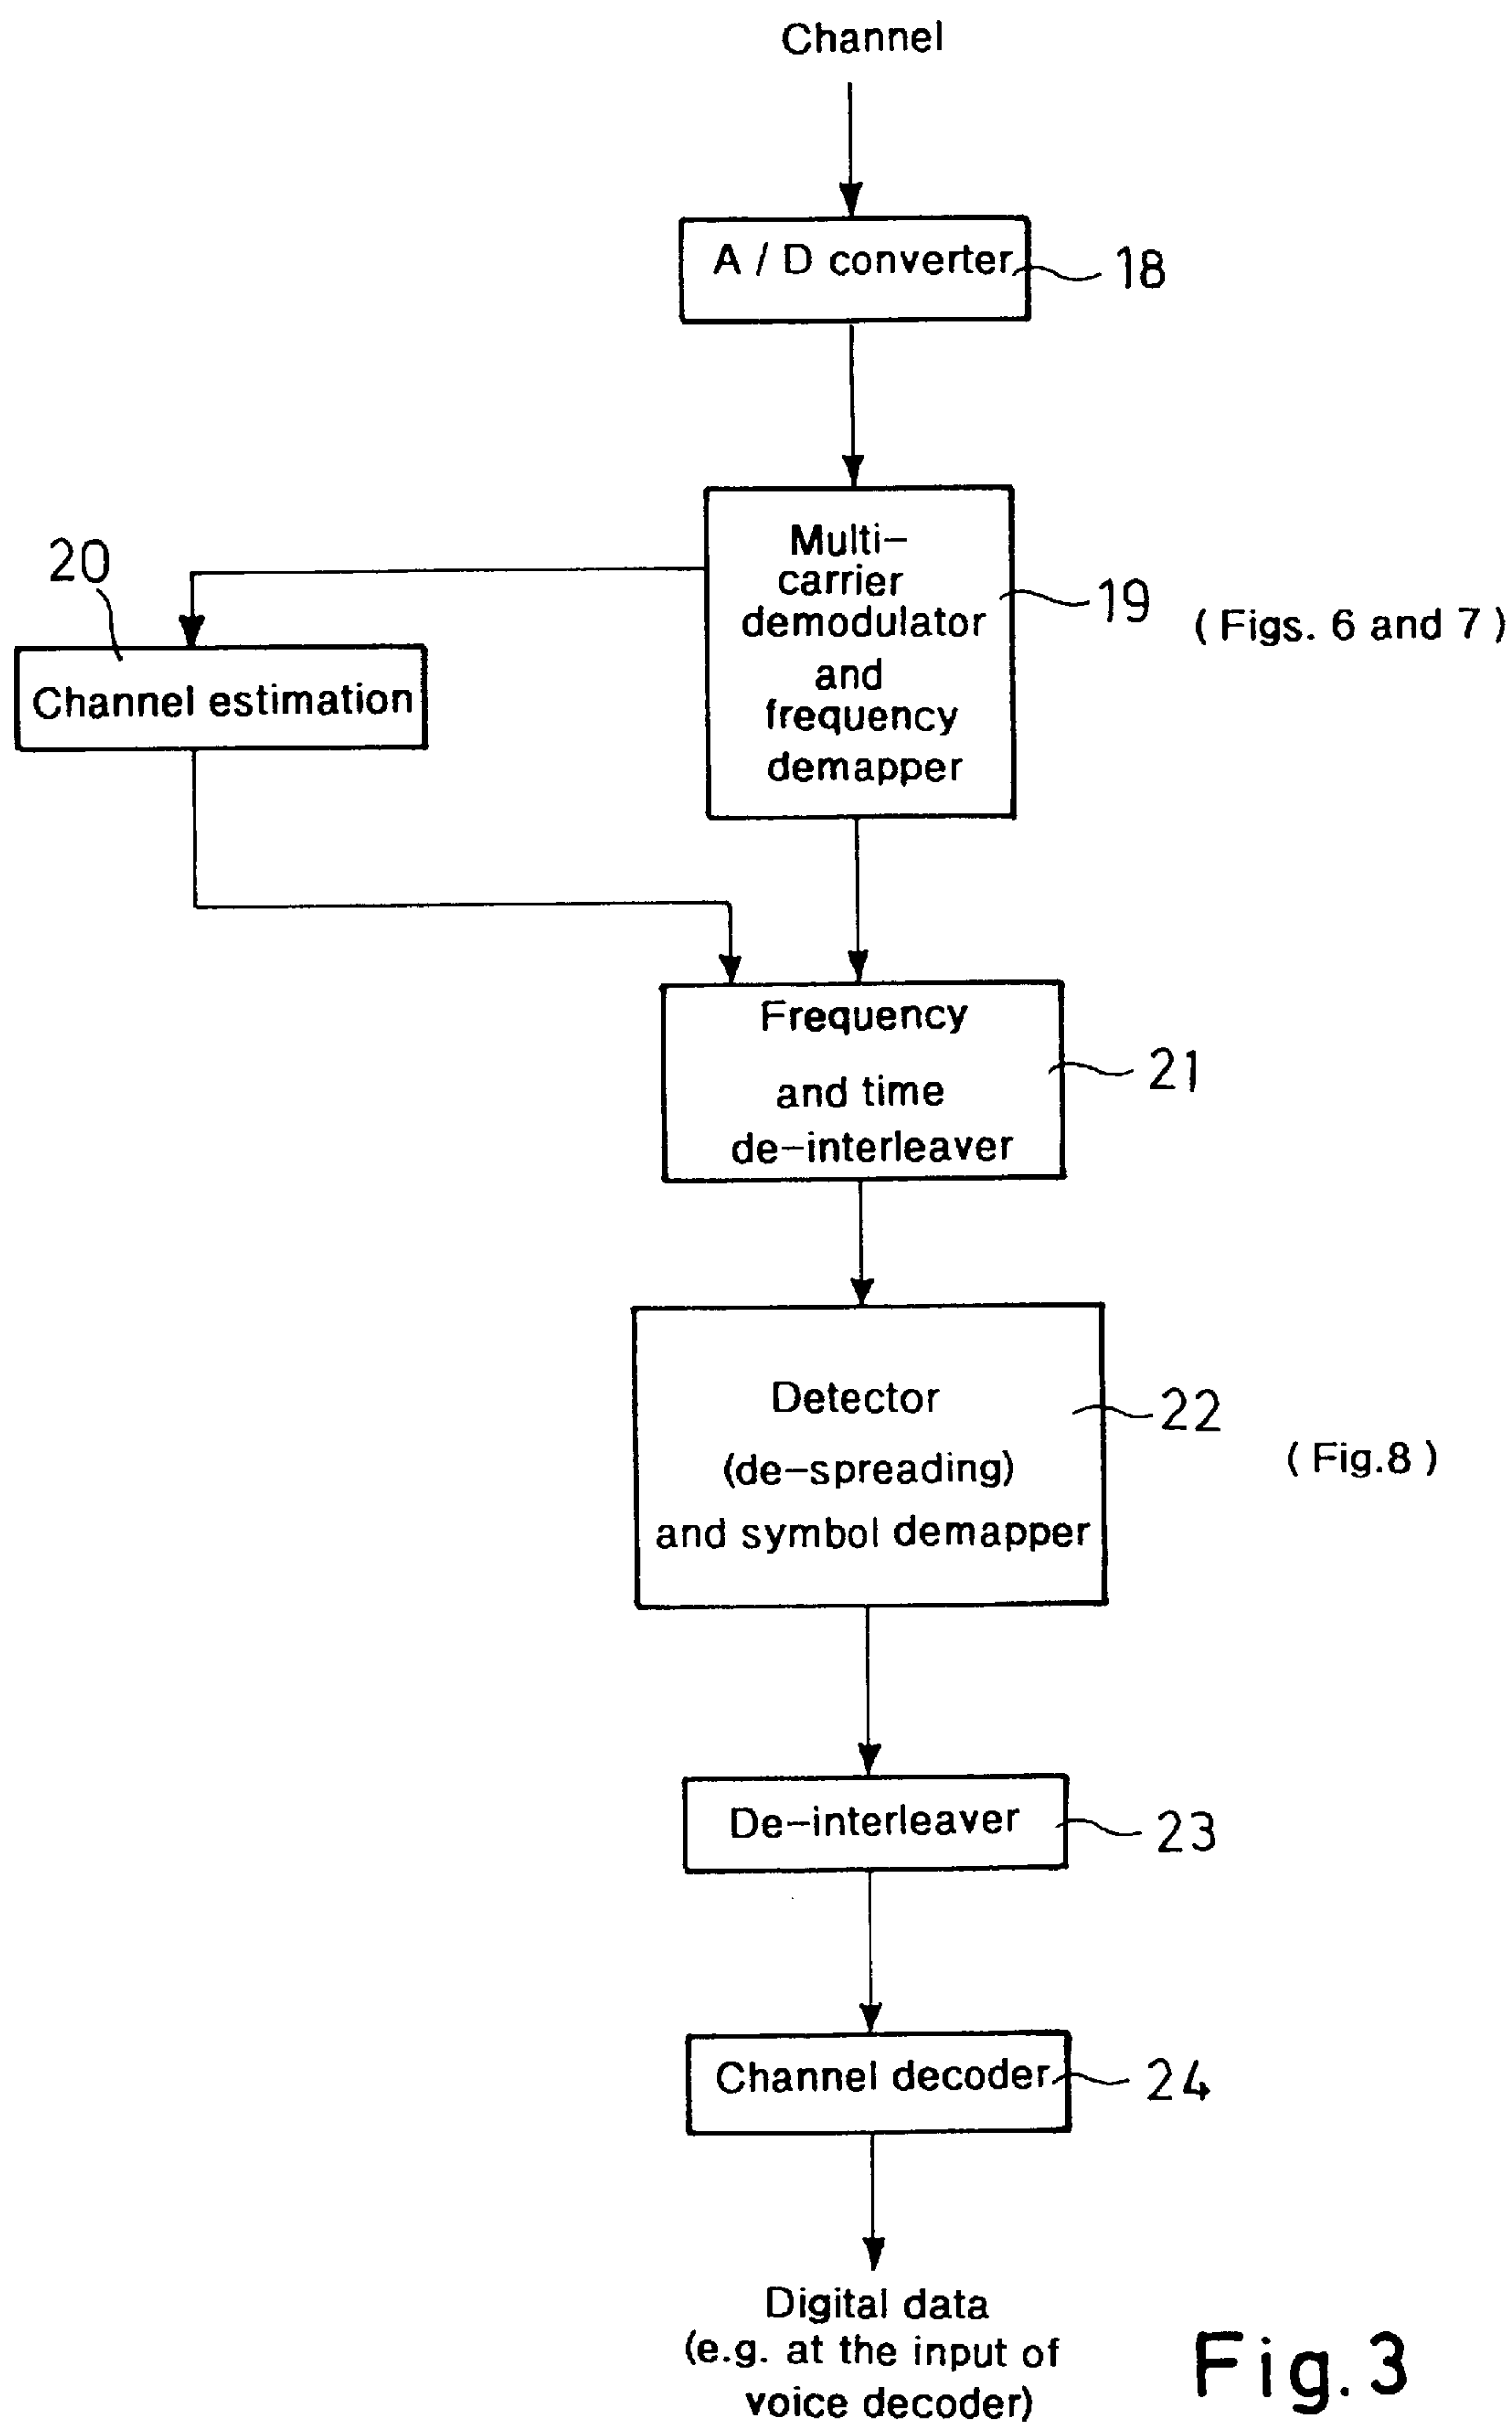 Channel
A / D converter
18
Multi-
carrier
demodulator
and
frequency
demapper
19
(Figs. 6 and 7)
20
Channel estimation
Frequency
and time
de-interleaver
21
Detector
(de-spreading)
and symbol demapper
22
(Fig.8)
De-interleaver
23
Channel decoder
24
Digital data
(e.g. at the input of
voice decoder)
Fig.3